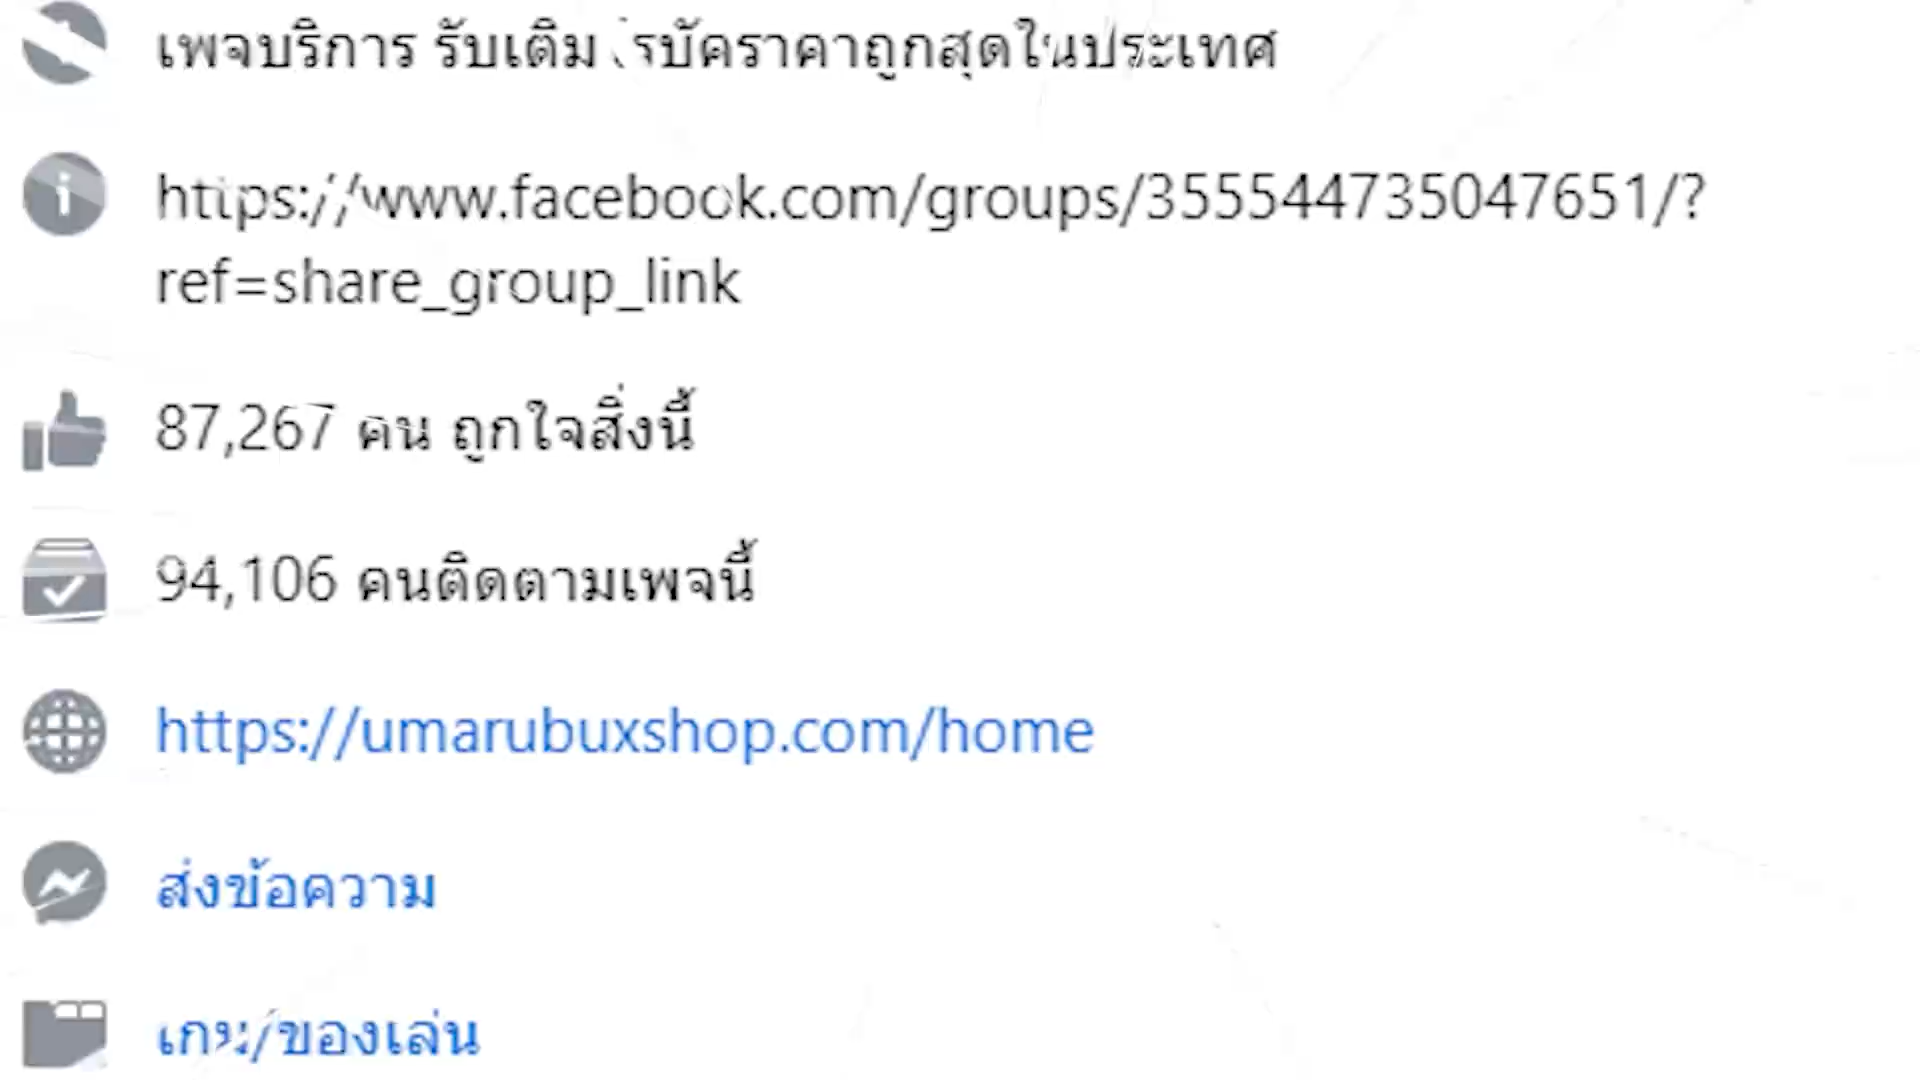 เพจบริการ รับเติม โรบัคราคาถูกสุดในประเทศ
https://www.facebook.com/groups/355544735047651/?
ref=share_group_link
87,267 คน ถูกใจสิ่งนี้
94,106 คนติดตามเพจนี้
https://umarubuxshop.com/home
ส่งข้อความ
เกม/ของเล่น